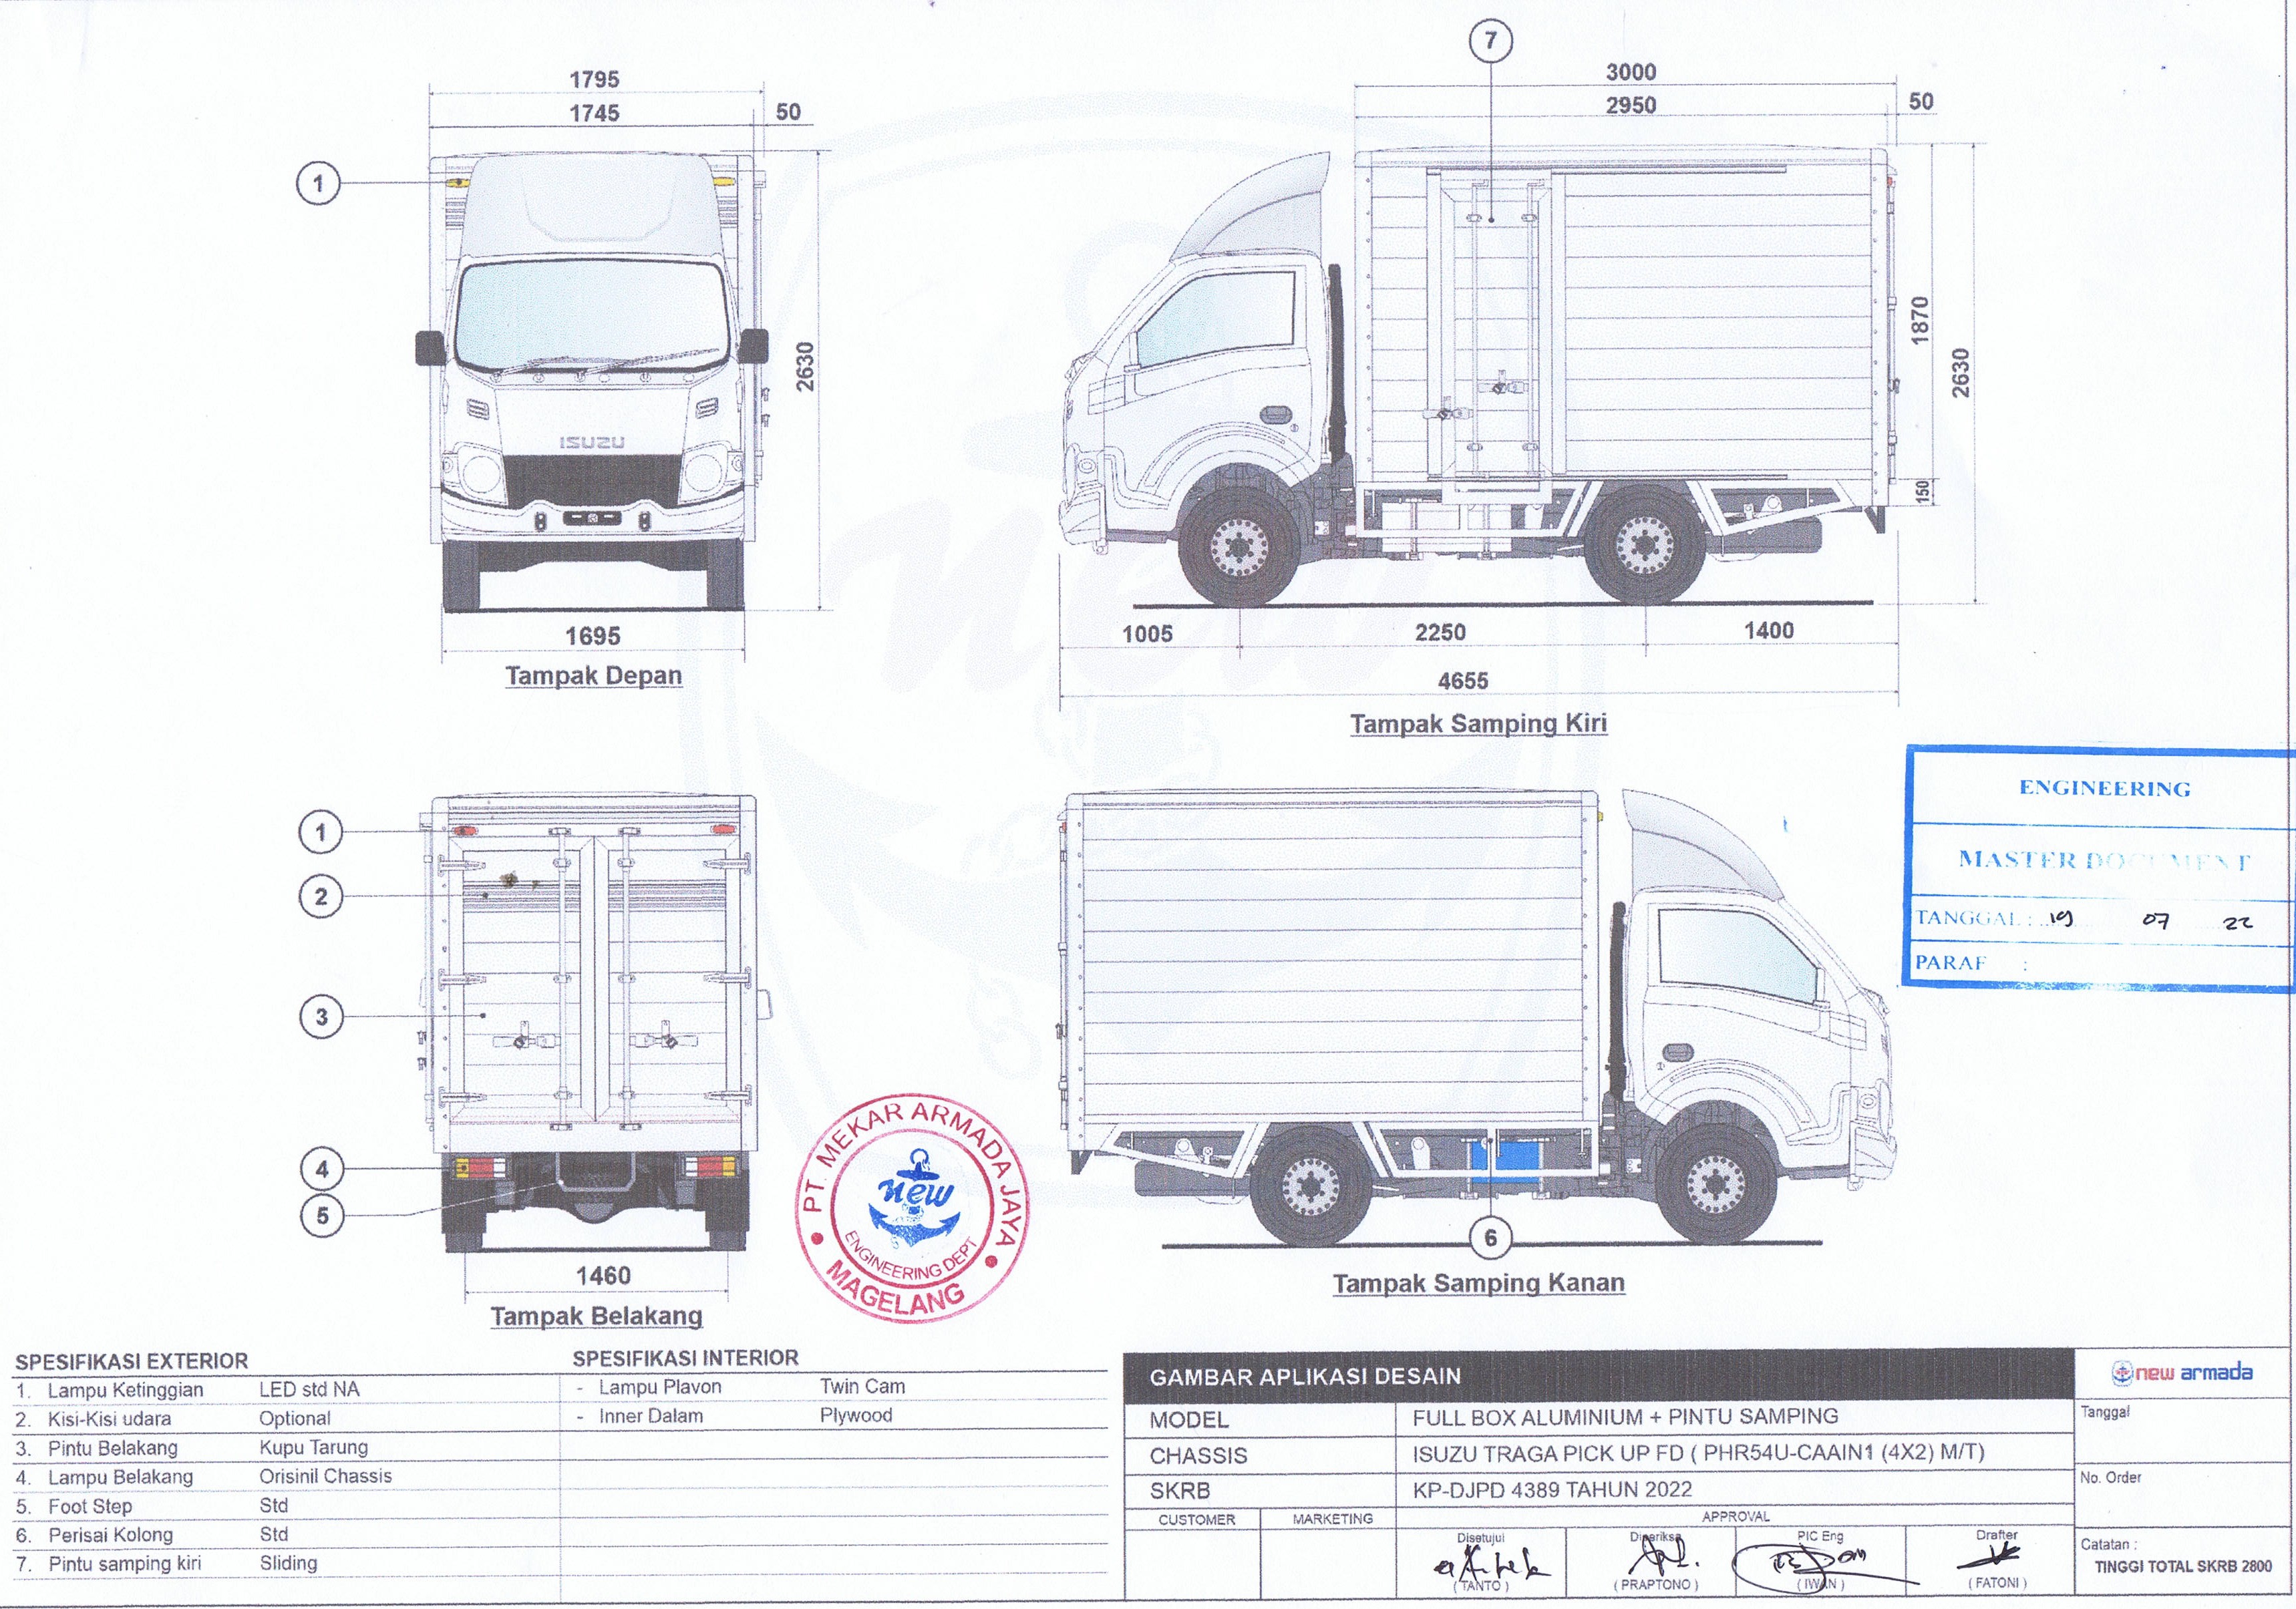 7
1795
1745
50
3000
2950
50
1
ISUZU
2630
1870
2630
150
1695
Tampak Depan
1005
2250
1400
4655
Tampak Samping Kiri
1
2
3
4
5
6
1460
Tampak Belakang
Tampak Samping Kanan
PT. MEKAR ARMADA JAYA
new
ENGINEERING DEPT
MAGELANG
ENGINEERING
MASTER DOCUMENT
TANGGAL : 19 07 22
PARAF :
SPESIFIKASI EXTERIOR
1. Lampu Ketinggian LED std NA
2. Kisi-Kisi udara Optional
3. Pintu Belakang Kupu Tarung
4. Lampu Belakang Orisinil Chassis
5. Foot Step Std
6. Perisai Kolong Std
7. Pintu samping kiri Sliding
SPESIFIKASI INTERIOR
- Lampu Plavon Twin Cam
- Inner Dalam Plywood
GAMBAR APLIKASI DESAIN
MODEL FULL BOX ALUMINIUM + PINTU SAMPING
CHASSIS ISUZU TRAGA PICK UP FD ( PHR54U-CAAIN1 (4X2) M/T)
SKRB KP-DJPD 4389 TAHUN 2022
CUSTOMER MARKETING APPROVAL
Disetujui Diperiksa PIC Eng Drafter
( TANTO ) ( PRAPTONO ) ( IWAN ) ( FATONI )
new armada
Tanggal
No. Order
Catatan :
TINGGI TOTAL SKRB 2800